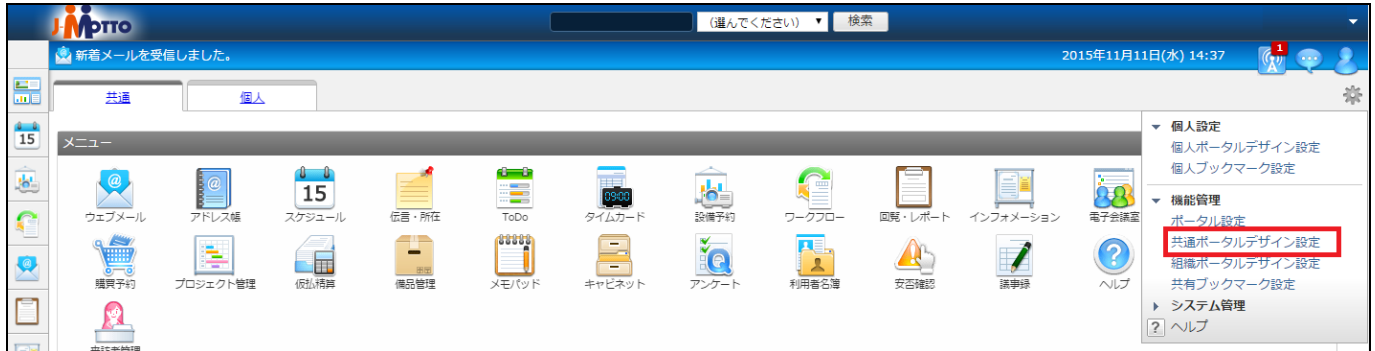 J-MOTTO
(選んでください) ▼ 検索
新着メールを受信しました。 2015年11月11日(水) 14:37 1
共通 個人
15
メニュー
ウェブメール アドレス帳 スケジュール 伝言・所在 ToDo タイムカード 設備予約 ワークフロー 回覧・レポート インフォメーション 電子会議室
購買予約 プロジェクト管理 仮払精算 備品管理 メモパッド キャビネット アンケート 利用者名簿 安否確認 議事録 ヘルプ
来訪者管理
個人設定
個人ポータルデザイン設定
個人ブックマーク設定
機能管理
ポータル設定
共通ポータルデザイン設定
組織ポータルデザイン設定
共有ブックマーク設定
システム管理
? ヘルプ